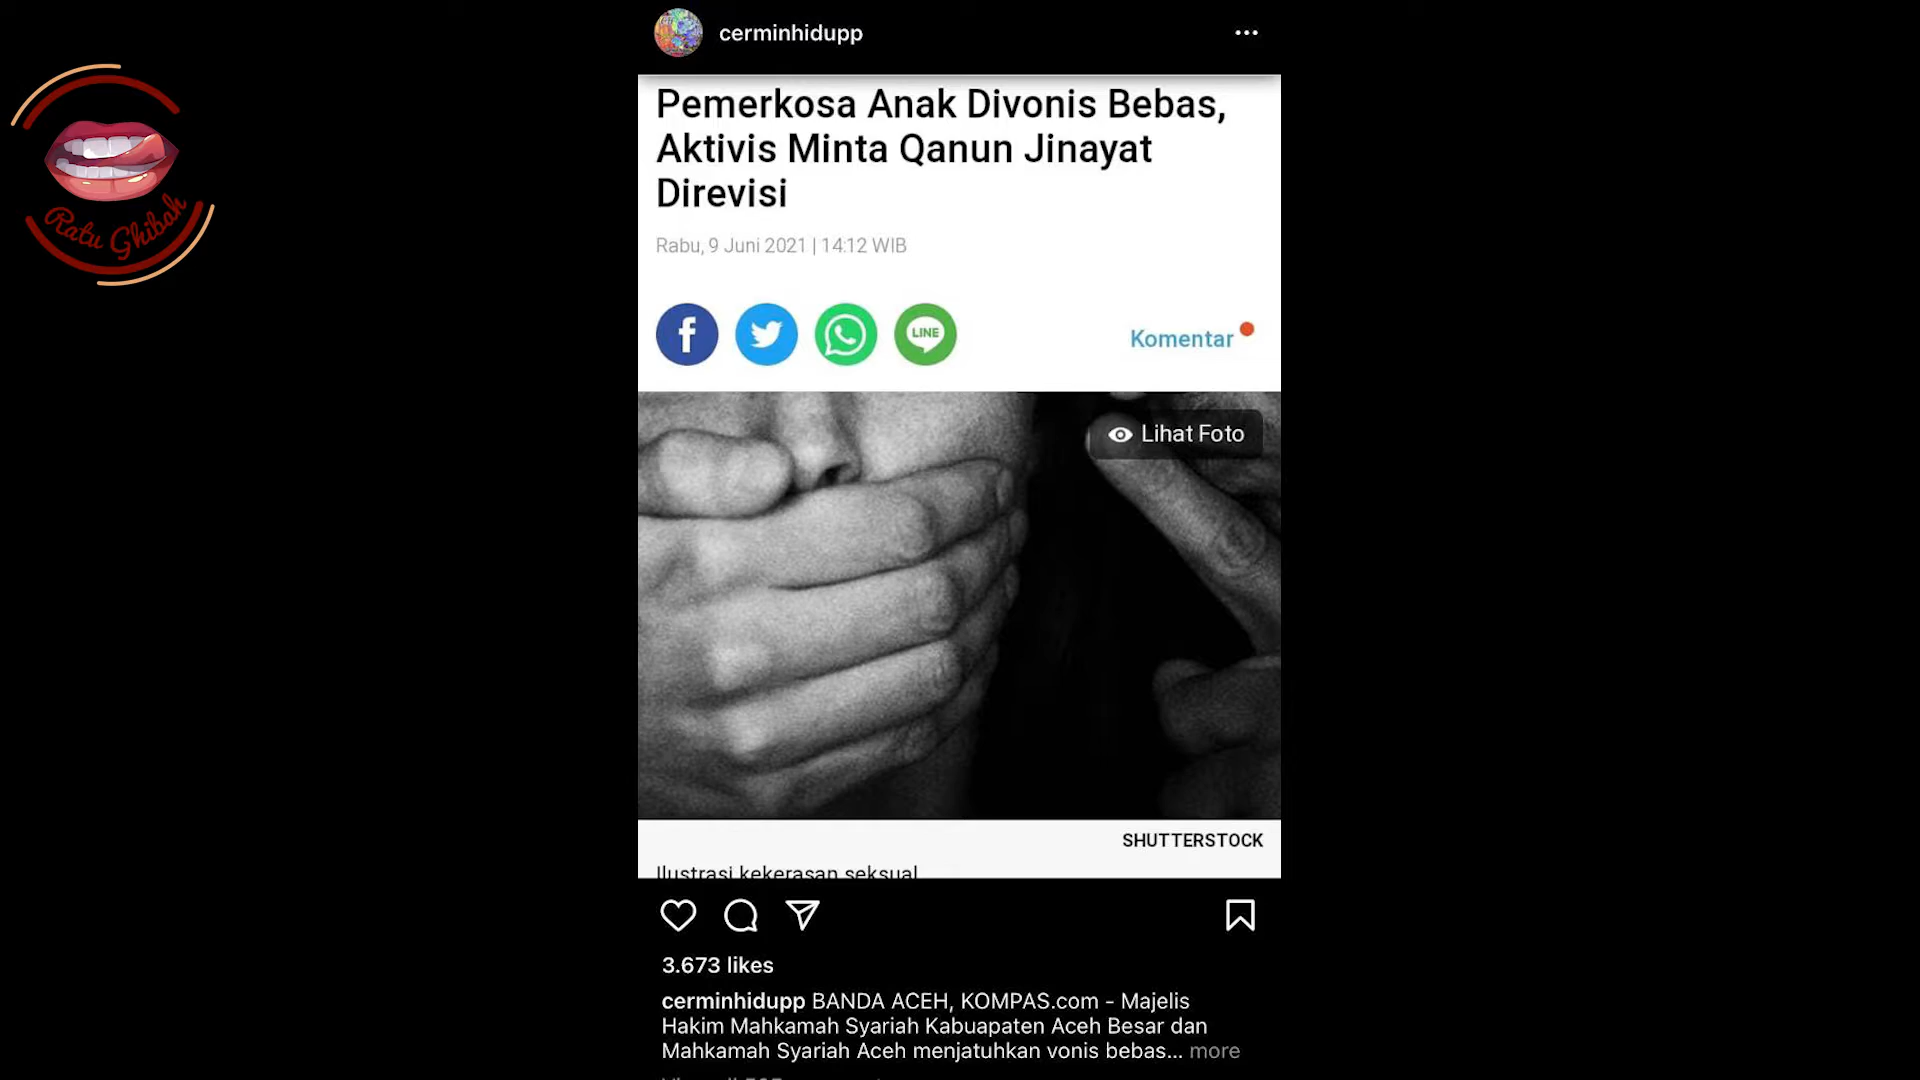 cerminhidupp
Ratu Ghibah
Pemerkosa Anak Divonis Bebas,
Aktivis Minta Qanun Jinayat
Direvisi
Rabu, 9 Juni 2021 | 14:12 WIB
LINE
Komentar
Lihat Foto
SHUTTERSTOCK
Ilustrasi kekerasan seksual
3.673 likes
cerminhidupp BANDA ACEH, KOMPAS.com - Majelis
Hakim Mahkamah Syariah Kabuapaten Aceh Besar dan
Mahkamah Syariah Aceh menjatuhkan vonis bebas... more